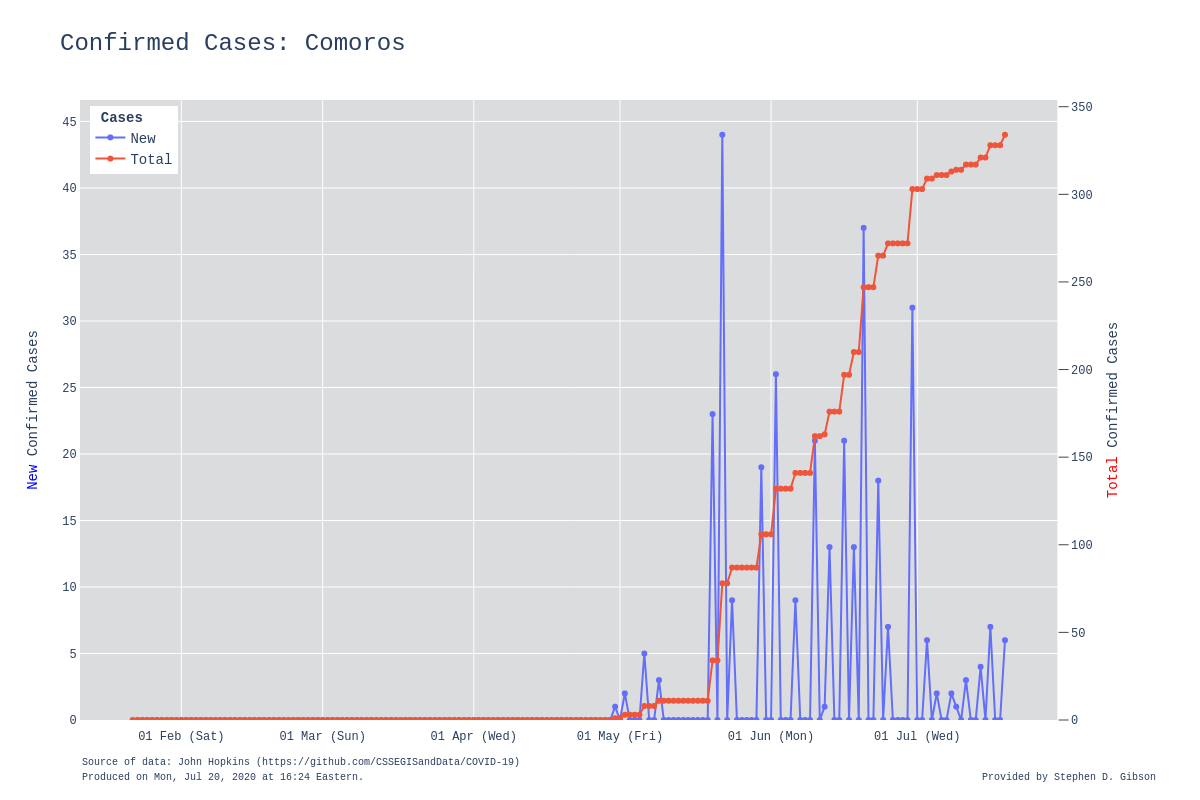 Confirmed Cases: Comoros
Cases
New
Total
45
40
35
30
25
20
15
10
5
0
350
300
250
200
150
100
50
0
New Confirmed Cases
Total Confirmed Cases
01 Feb (Sat)
01 Mar (Sun)
01 Apr (Wed)
01 May (Fri)
01 Jun (Mon)
01 Jul (Wed)
Source of data: John Hopkins (https://github.com/CSSEGISandData/COVID-19)
Produced on Mon, Jul 20, 2020 at 16:24 Eastern.
Provided by Stephen D. Gibson